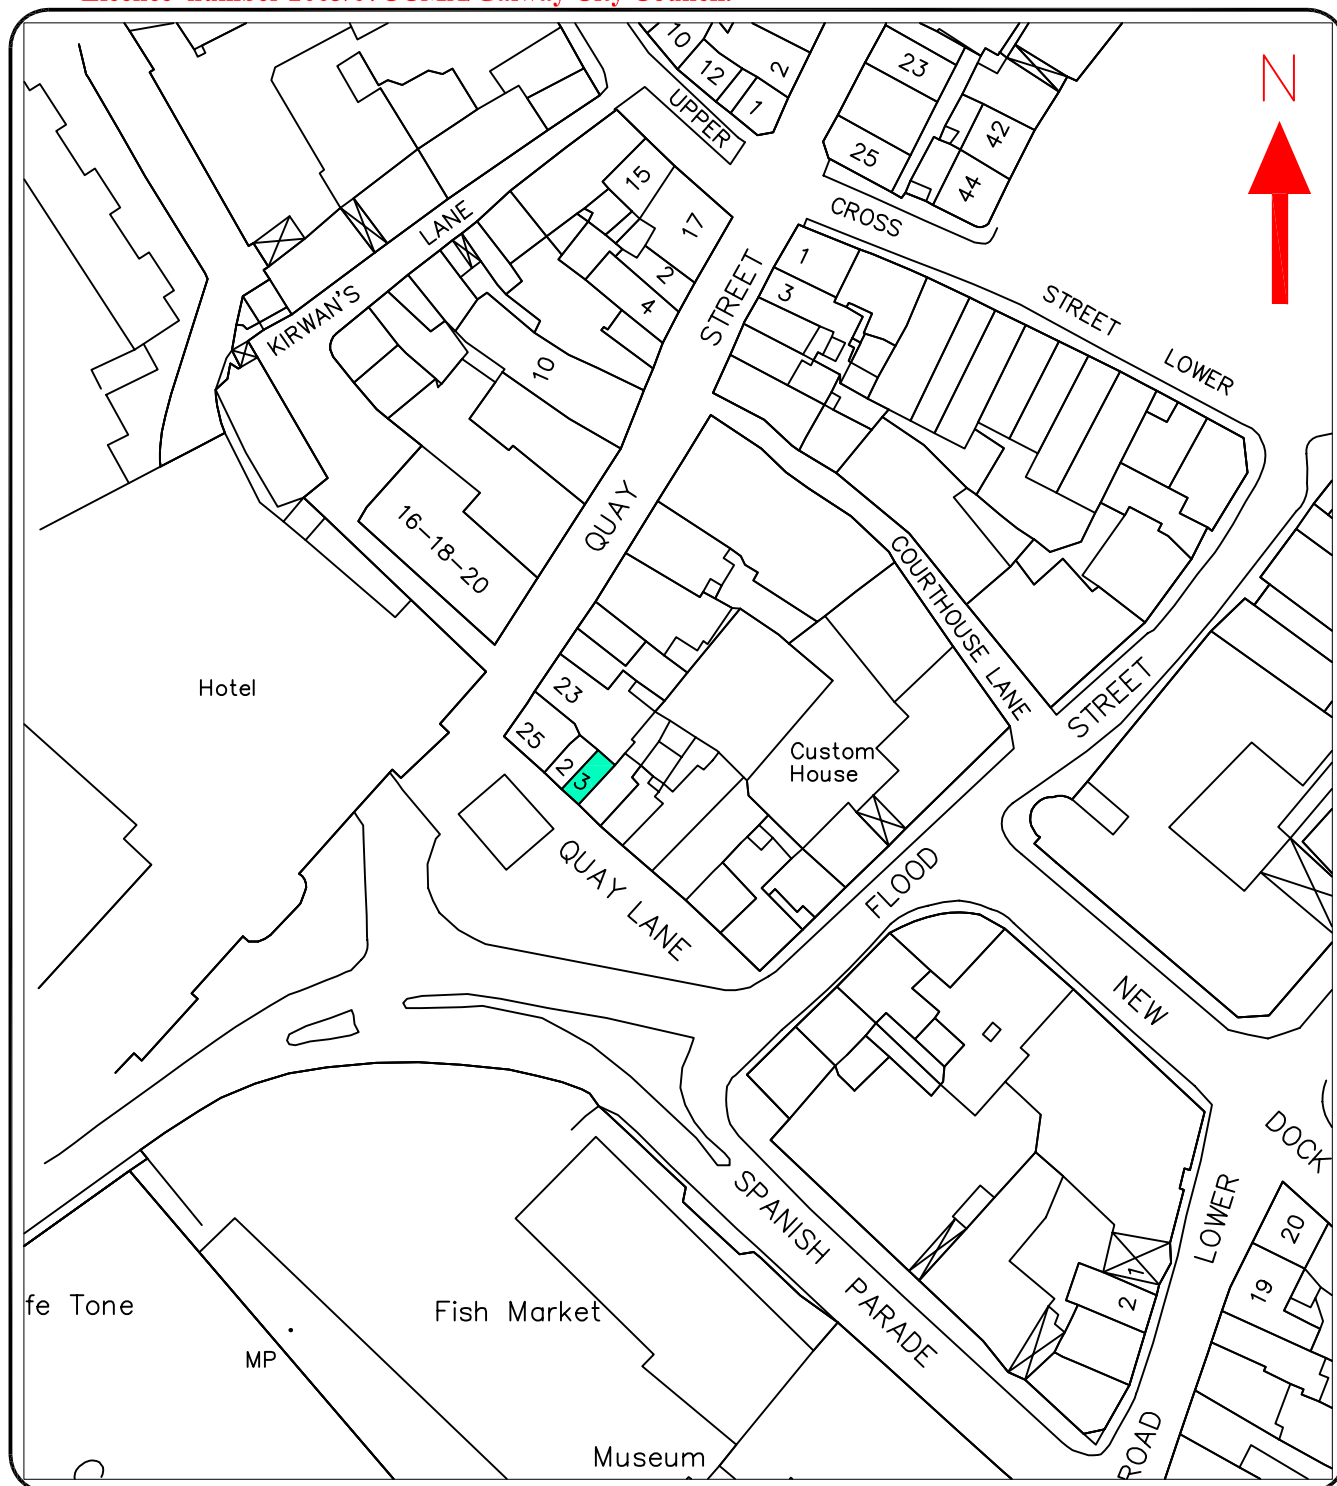 N
10
12
2
1
UPPER
23
25
42
44
CROSS
STREET
LOWER
15
17
2
4
10
KIRWAN'S
LANE
1
3
STREET
QUAY
16-18-20
COURTHOUSE LANE
Hotel
23
25
2
3
Custom
House
STREET
FLOOD
QUAY LANE
NEW
DOCK
LOWER
ROAD
SPANISH
PARADE
1
2
20
19
fe Tone
MP
Fish Market
Museum